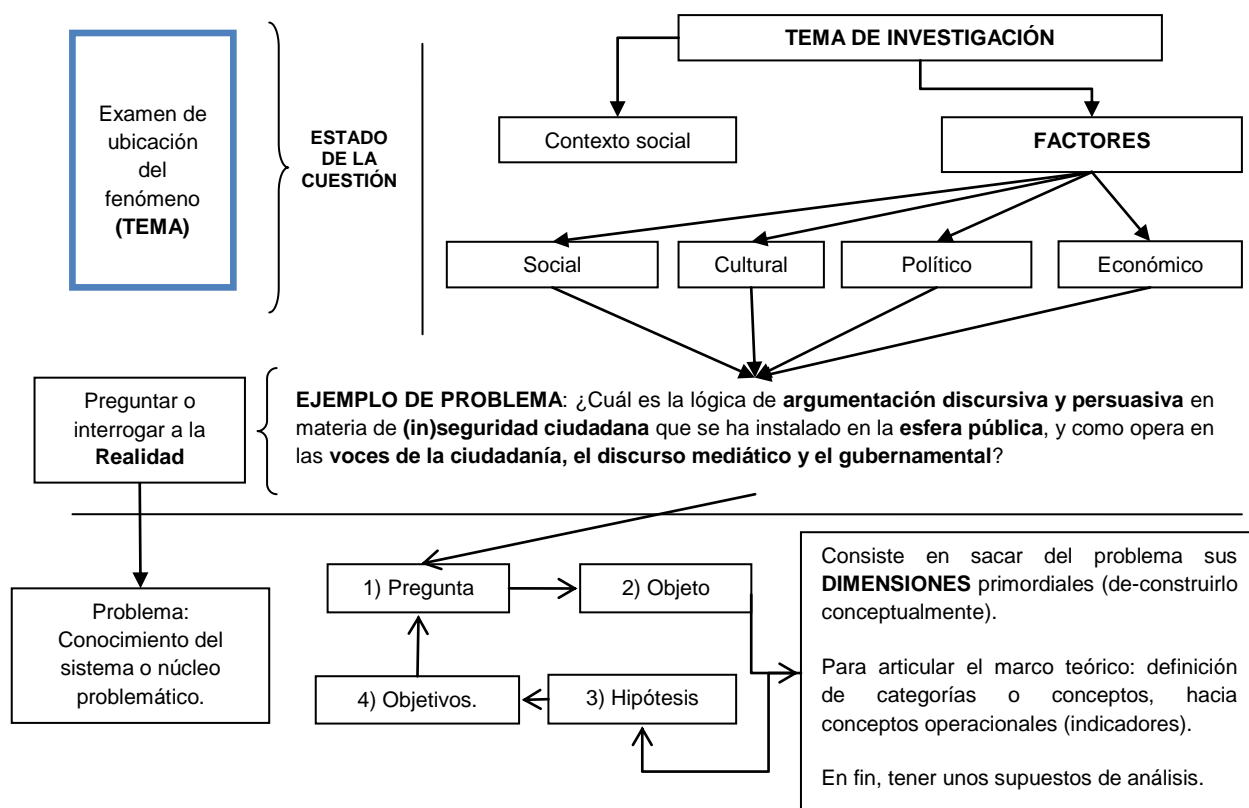 Examen de
ubicación
del
fenómeno
(TEMA)
ESTADO
DE LA
CUESTIÓN
TEMA DE INVESTIGACIÓN
Contexto social
FACTORES
Social
Cultural
Político
Económico
Preguntar o
interrogar a la
Realidad
EJEMPLO DE PROBLEMA: ¿Cuál es la lógica de argumentación discursiva y persuasiva en
materia de (in)seguridad ciudadana que se ha instalado en la esfera pública, y como opera en
las voces de la ciudadanía, el discurso mediático y el gubernamental?
Problema:
Conocimiento del
sistema o núcleo
problemático.
1) Pregunta
2) Objeto
4) Objetivos.
3) Hipótesis
Consiste en sacar del problema sus
DIMENSIONES primordiales (de-construirlo
conceptualmente).
Para articular el marco teórico: definición
de categorías o conceptos, hacia
conceptos operacionales (indicadores).
En fin, tener unos supuestos de análisis.